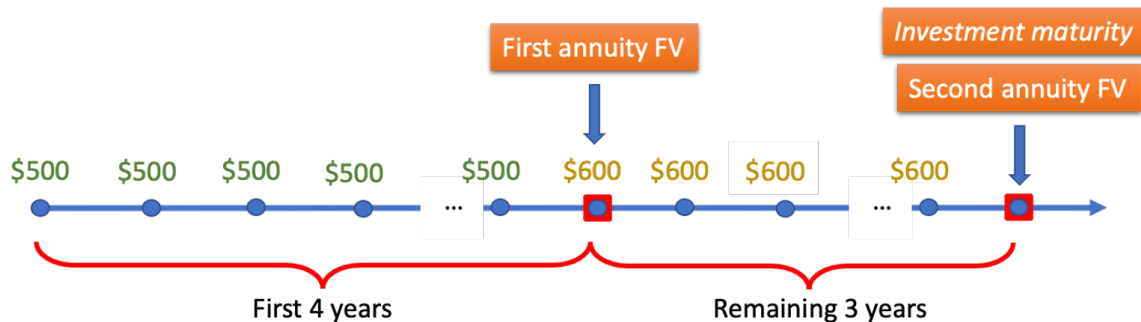 Investment maturity
First annuity FV
Second annuity FV
$500 $500 $500 $500 $500 $600 $600 $600 $600
... ...
First 4 years Remaining 3 years